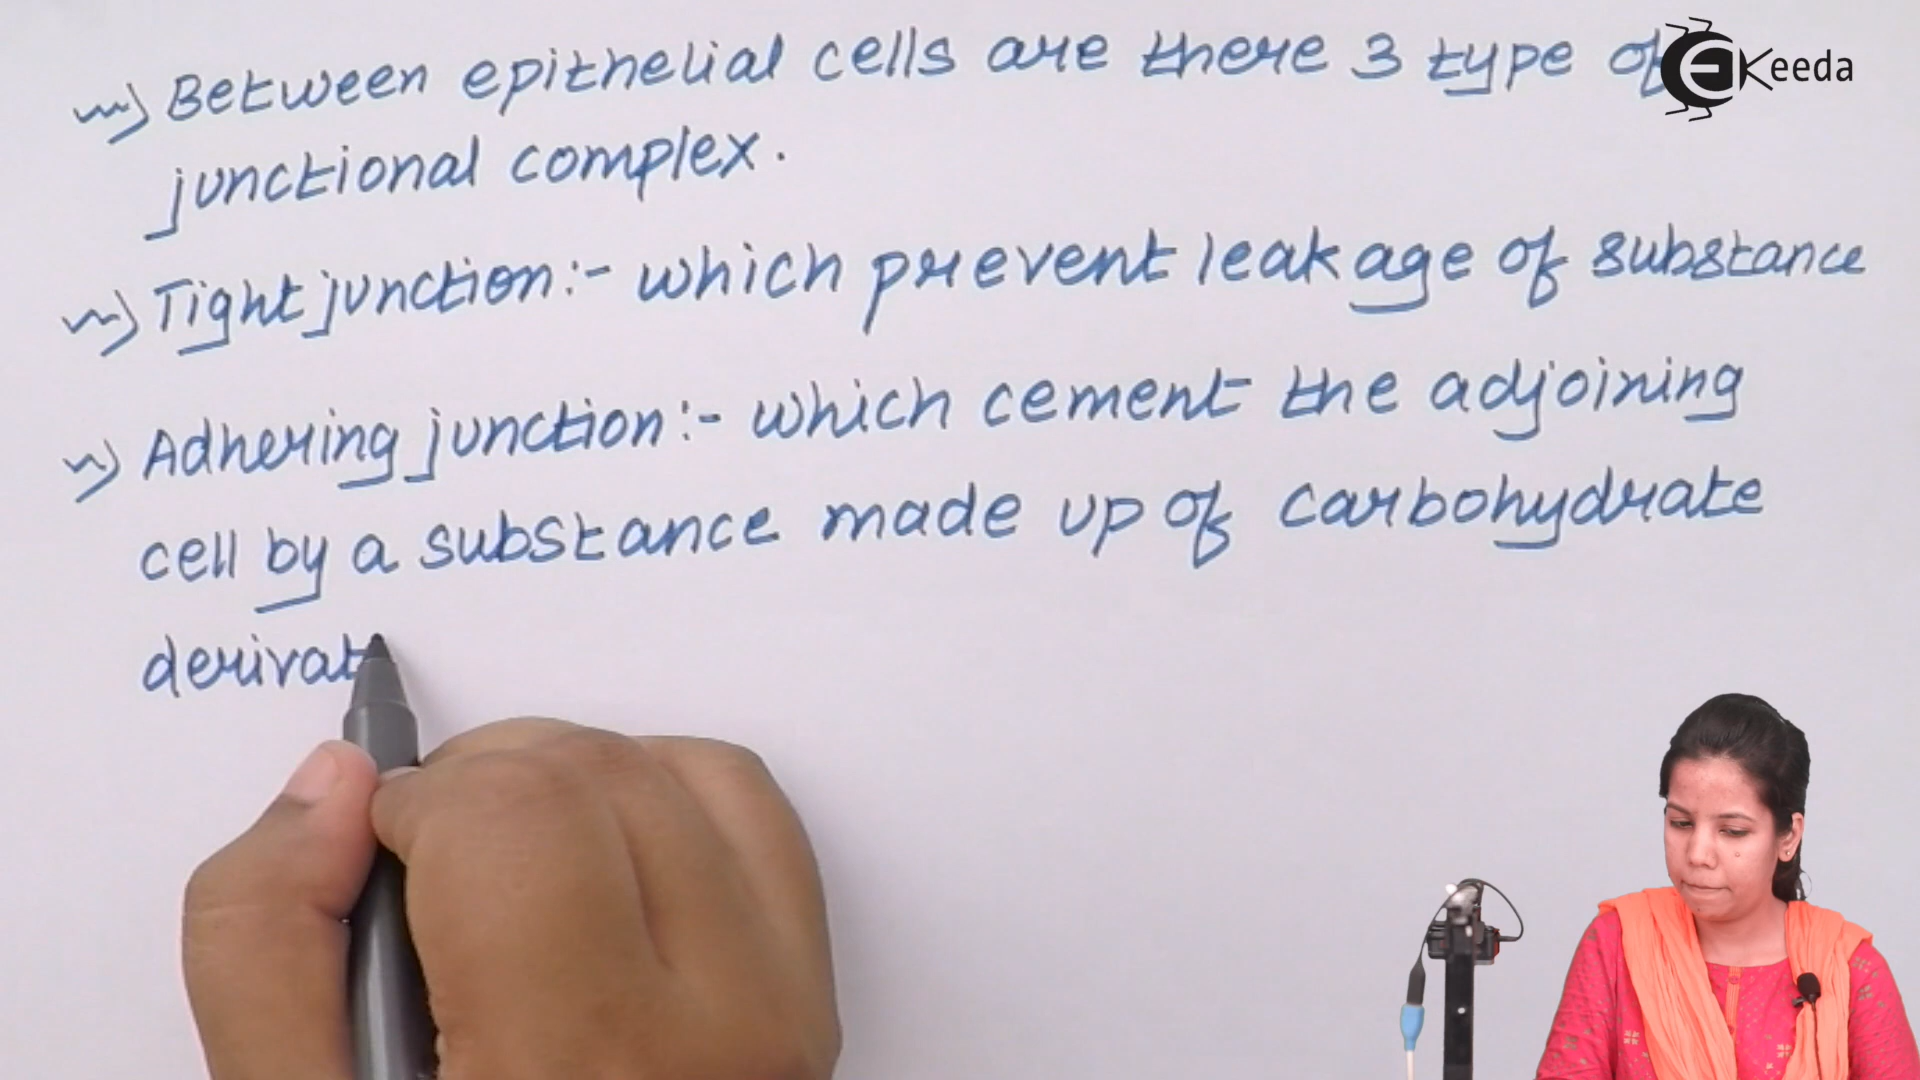 Between epithelial cells are there 3 type of
junctional complex.
Tight junction:- which prevent leakage of substance
Adhering junction:- which cement the adjoining
cell by a substance made up of carbohydrate
derivat
EKeeda